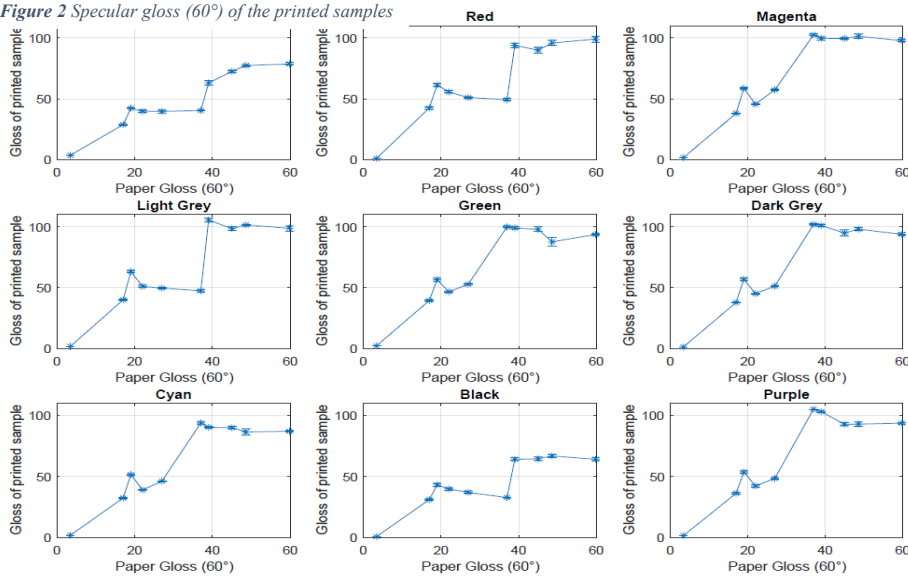 Figure 2 Specular gloss (60°) of the printed samples
Red
Magenta
Gloss of printed sample
100
50
0
0 20 40 60
Paper Gloss (60°)
Gloss of printed sample
100
50
0
0 20 40 60
Paper Gloss (60°)
Gloss of printed sample
100
50
0
0 20 40 60
Paper Gloss (60°)
Light Grey
Green
Dark Grey
Gloss of printed sample
100
50
0
0 20 40 60
Paper Gloss (60°)
Gloss of printed sample
100
50
0
0 20 40 60
Paper Gloss (60°)
Gloss of printed sample
100
50
0
0 20 40 60
Paper Gloss (60°)
Cyan
Black
Purple
Gloss of printed sample
100
50
0
0 20 40 60
Paper Gloss (60°)
Gloss of printed sample
100
50
0
0 20 40 60
Paper Gloss (60°)
Gloss of printed sample
100
50
0
0 20 40 60
Paper Gloss (60°)